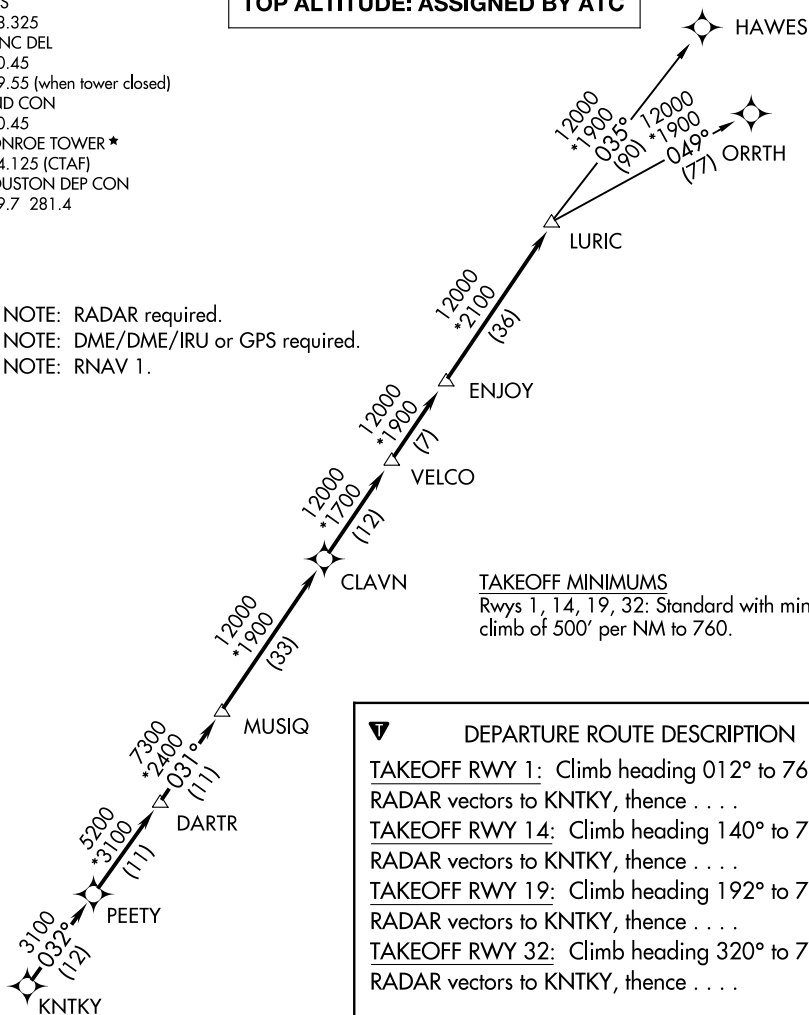 TOP ALTITUDE: ASSIGNED BY ATC
.325
NC DEL
.45
.55 (when tower closed)
ND CON
.45
NROE TOWER ★
4.125 (CTAF)
USTON DEP CON
9.7 281.4
NOTE: RADAR required.
NOTE: DME/DME/IRU or GPS required.
NOTE: RNAV 1.
HAWES
12000
*1900
035°
(90)
12000
*1900
049°
(77)
ORRTH
LURIC
12000
*2100
(36)
ENJOY
12000
*1900
(7)
VELCO
12000
*1700
(12)
CLAVN
12000
*1900
(33)
MUSIQ
7300
*2400
031°
(11)
DARTR
5200
*3100
(11)
PEETY
3100
032°
(12)
KNTKY
TAKEOFF MINIMUMS
Rwys 1, 14, 19, 32: Standard with min
climb of 500' per NM to 760.
T DEPARTURE ROUTE DESCRIPTION
TAKEOFF RWY 1: Climb heading 012° to 76
RADAR vectors to KNTKY, thence . . . .
TAKEOFF RWY 14: Climb heading 140° to 7
RADAR vectors to KNTKY, thence . . . .
TAKEOFF RWY 19: Climb heading 192° to 7
RADAR vectors to KNTKY, thence . . . .
TAKEOFF RWY 32: Climb heading 320° to 7
RADAR vectors to KNTKY, thence . . . .